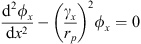 $$\frac{\mathrm{d}^2\phi_x}{\mathrm{d}x^2} - \left(\frac{\gamma_x}{r_p}\right)^2 \phi_x = 0$$